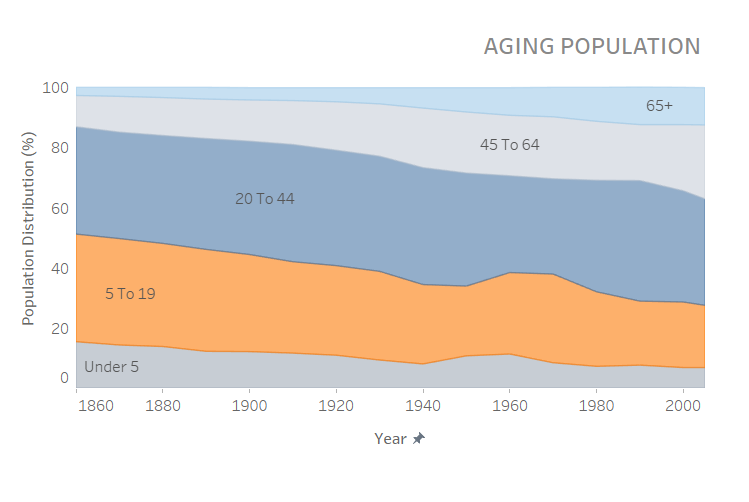 AGING POPULATION
Population Distribution (%)
100
80
60
40
20
0
65+
45 To 64
20 To 44
5 To 19
Under 5
1860 1880 1900 1920 1940 1960 1980 2000
Year